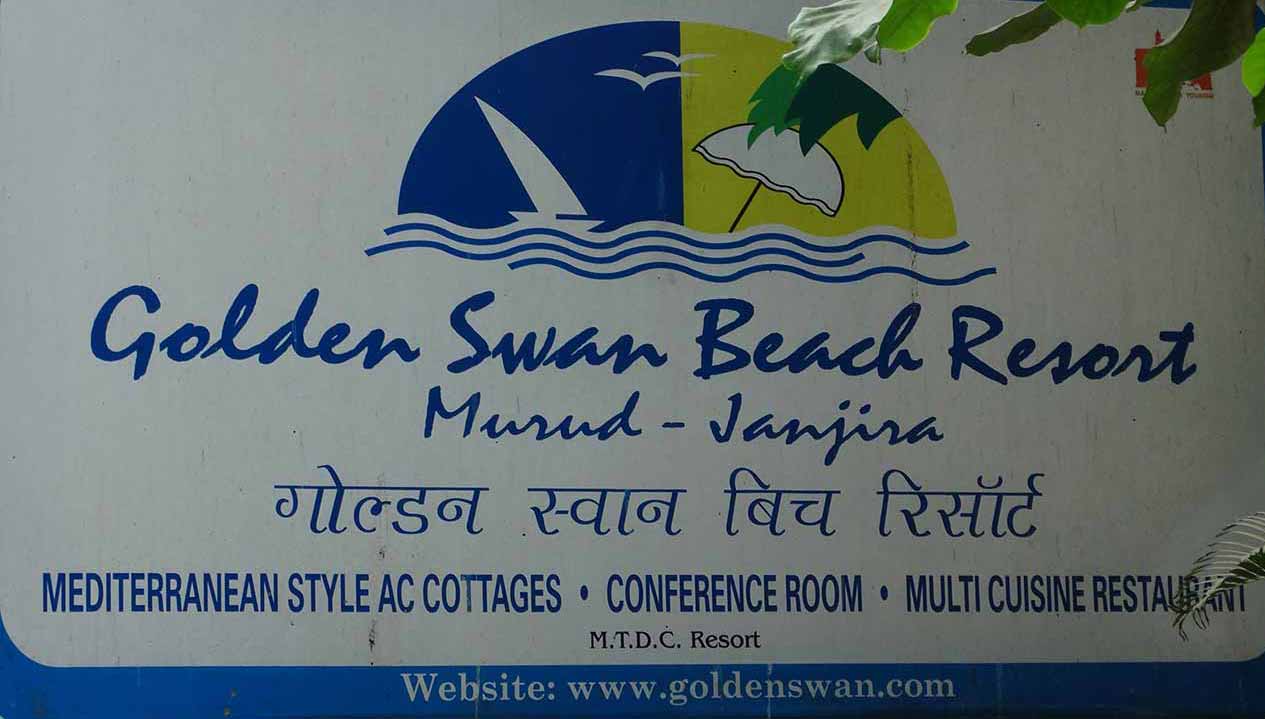 Golden Swan Beach Resort
Murud - Janjira
गोल्डन स्वान बिच रिसॉर्ट
MEDITERRANEAN STYLE AC COTTAGES • CONFERENCE ROOM • MULTI CUISINE RESTAURANT
M.T.D.C. Resort
Website: www.goldenswan.com